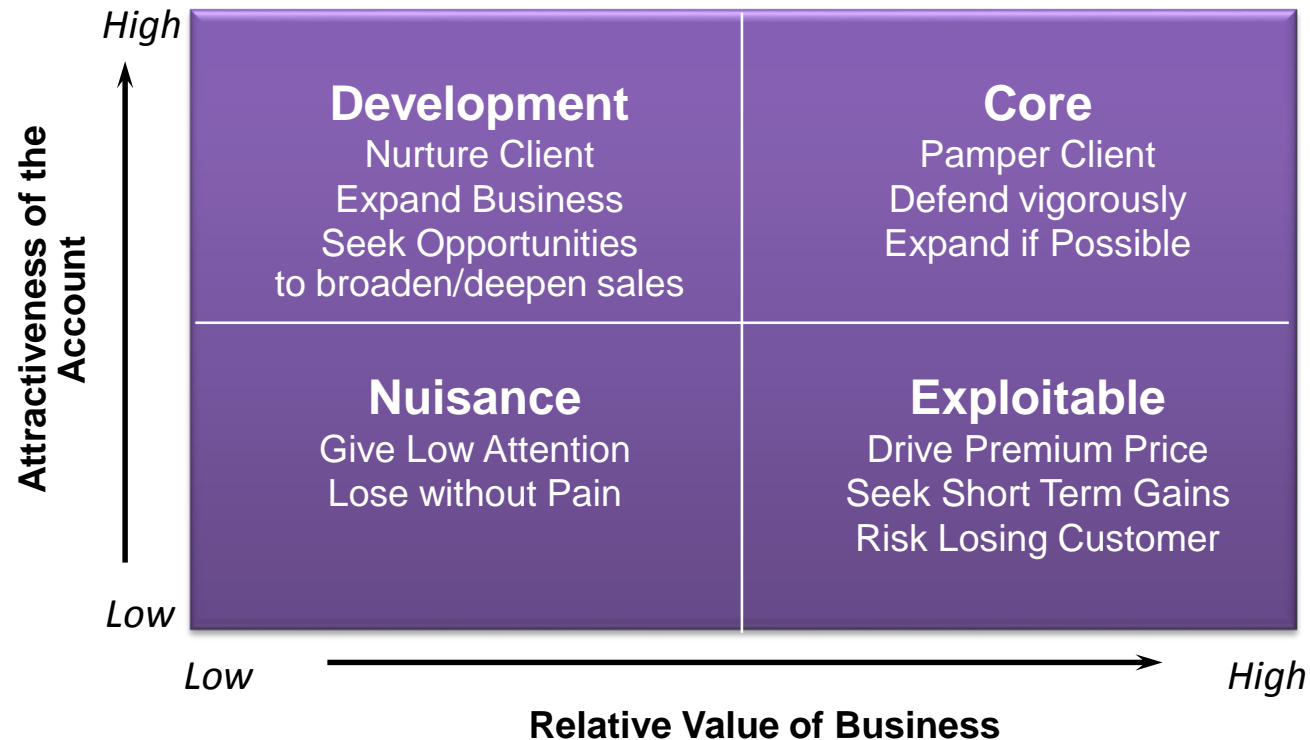 High
Attractiveness of the
Account
Development
Nurture Client
Expand Business
Seek Opportunities
to broaden/deepen sales
Core
Pamper Client
Defend vigorously
Expand if Possible
Nuisance
Give Low Attention
Lose without Pain
Exploitable
Drive Premium Price
Seek Short Term Gains
Risk Losing Customer
Low
Low
High
Relative Value of Business